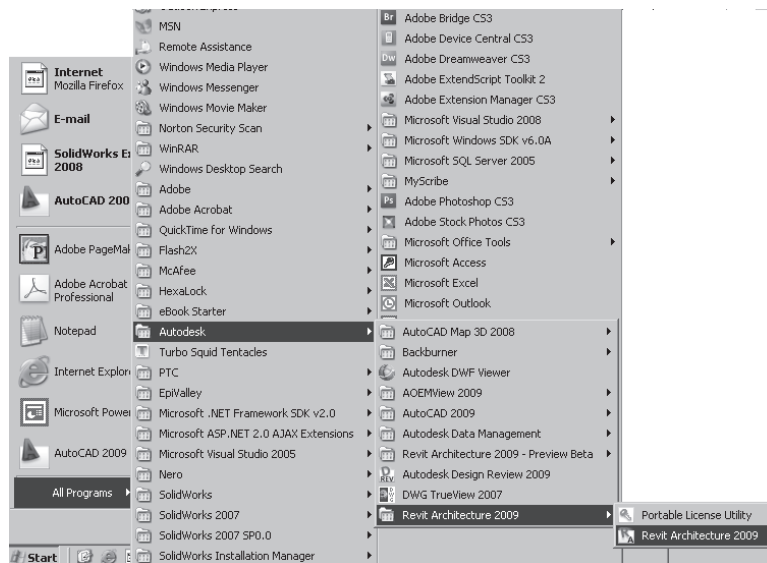 Internet
Mozilla Firefox
E-mail
SolidWorks E
2008
AutoCAD 200
Adobe PageMa
Adobe Acrobat
Professional
Notepad
Internet Explor
Microsoft Power
AutoCAD 2009
All Programs
Start
MSN
Remote Assistance
Windows Media Player
Windows Messenger
Windows Movie Maker
Norton Security Scan
WinRAR
Windows Desktop Search
Adobe
Adobe Acrobat
QuickTime for Windows
Flash2X
McAfee
HexaLock
eBook Starter
Autodesk
Turbo Squid Tentacles
PTC
EpiValley
Microsoft .NET Framework SDK v2.0
Microsoft ASP.NET 2.0 AJAX Extensions
Microsoft Visual Studio 2005
Nero
SolidWorks
SolidWorks 2007
SolidWorks 2007 SP0.0
SolidWorks Installation Manager
Br Adobe Bridge CS3
Adobe Device Central CS3
Dw Adobe Dreamweaver CS3
Adobe ExtendScript Toolkit 2
Adobe Extension Manager CS3
Microsoft Visual Studio 2008
Microsoft Windows SDK v6.0A
Microsoft SQL Server 2005
MyScribe
Ps Adobe Photoshop CS3
Adobe Stock Photos CS3
Microsoft Office Tools
Microsoft Access
Microsoft Excel
Microsoft Outlook
AutoCAD Map 3D 2008
Backburner
Autodesk DWF Viewer
AOEMView 2009
AutoCAD 2009
Autodesk Data Management
Revit Architecture 2009 - Preview Beta
Autodesk Design Review 2009
DWG TrueView 2007
Revit Architecture 2009
Portable License Utility
Revit Architecture 2009